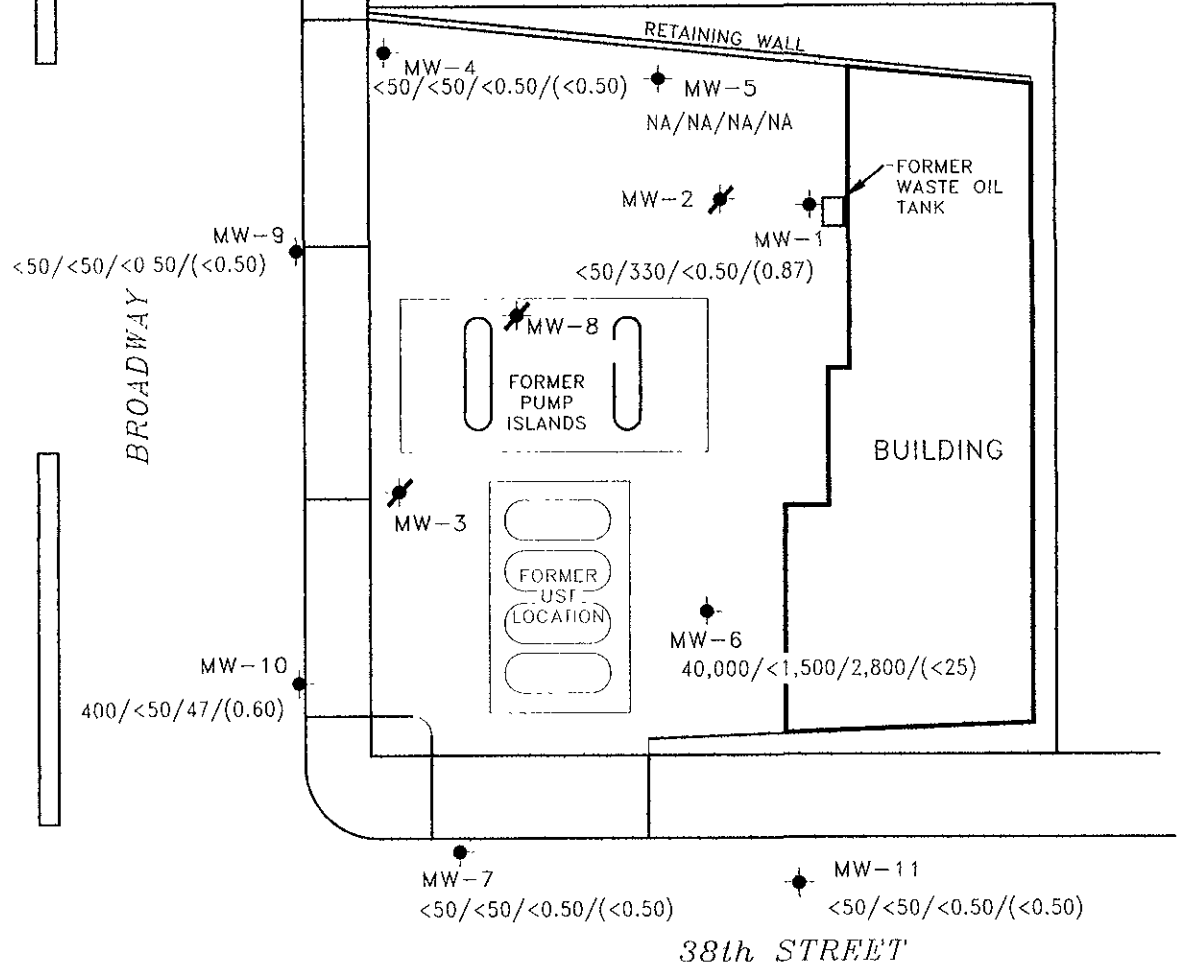 RETAINING WALL
MW-4
<50/<50/<0.50/(<0.50)
MW-5
NA/NA/NA/NA
FORMER
WASTE OIL
TANK
MW-2
MW-1
<50/330/<0.50/(0.87)
MW-9
<50/<50/<0 50/(<0.50)
BROADWAY
MW-8
FORMER
PUMP
ISLANDS
BUILDING
MW-3
FORMER
UST
LOCATION
MW-6
40,000/<1,500/2,800/(<25)
MW-10
400/<50/47/(0.60)
MW-7
<50/<50/<0.50/(<0.50)
MW-11
<50/<50/<0.50/(<0.50)
38th STREET